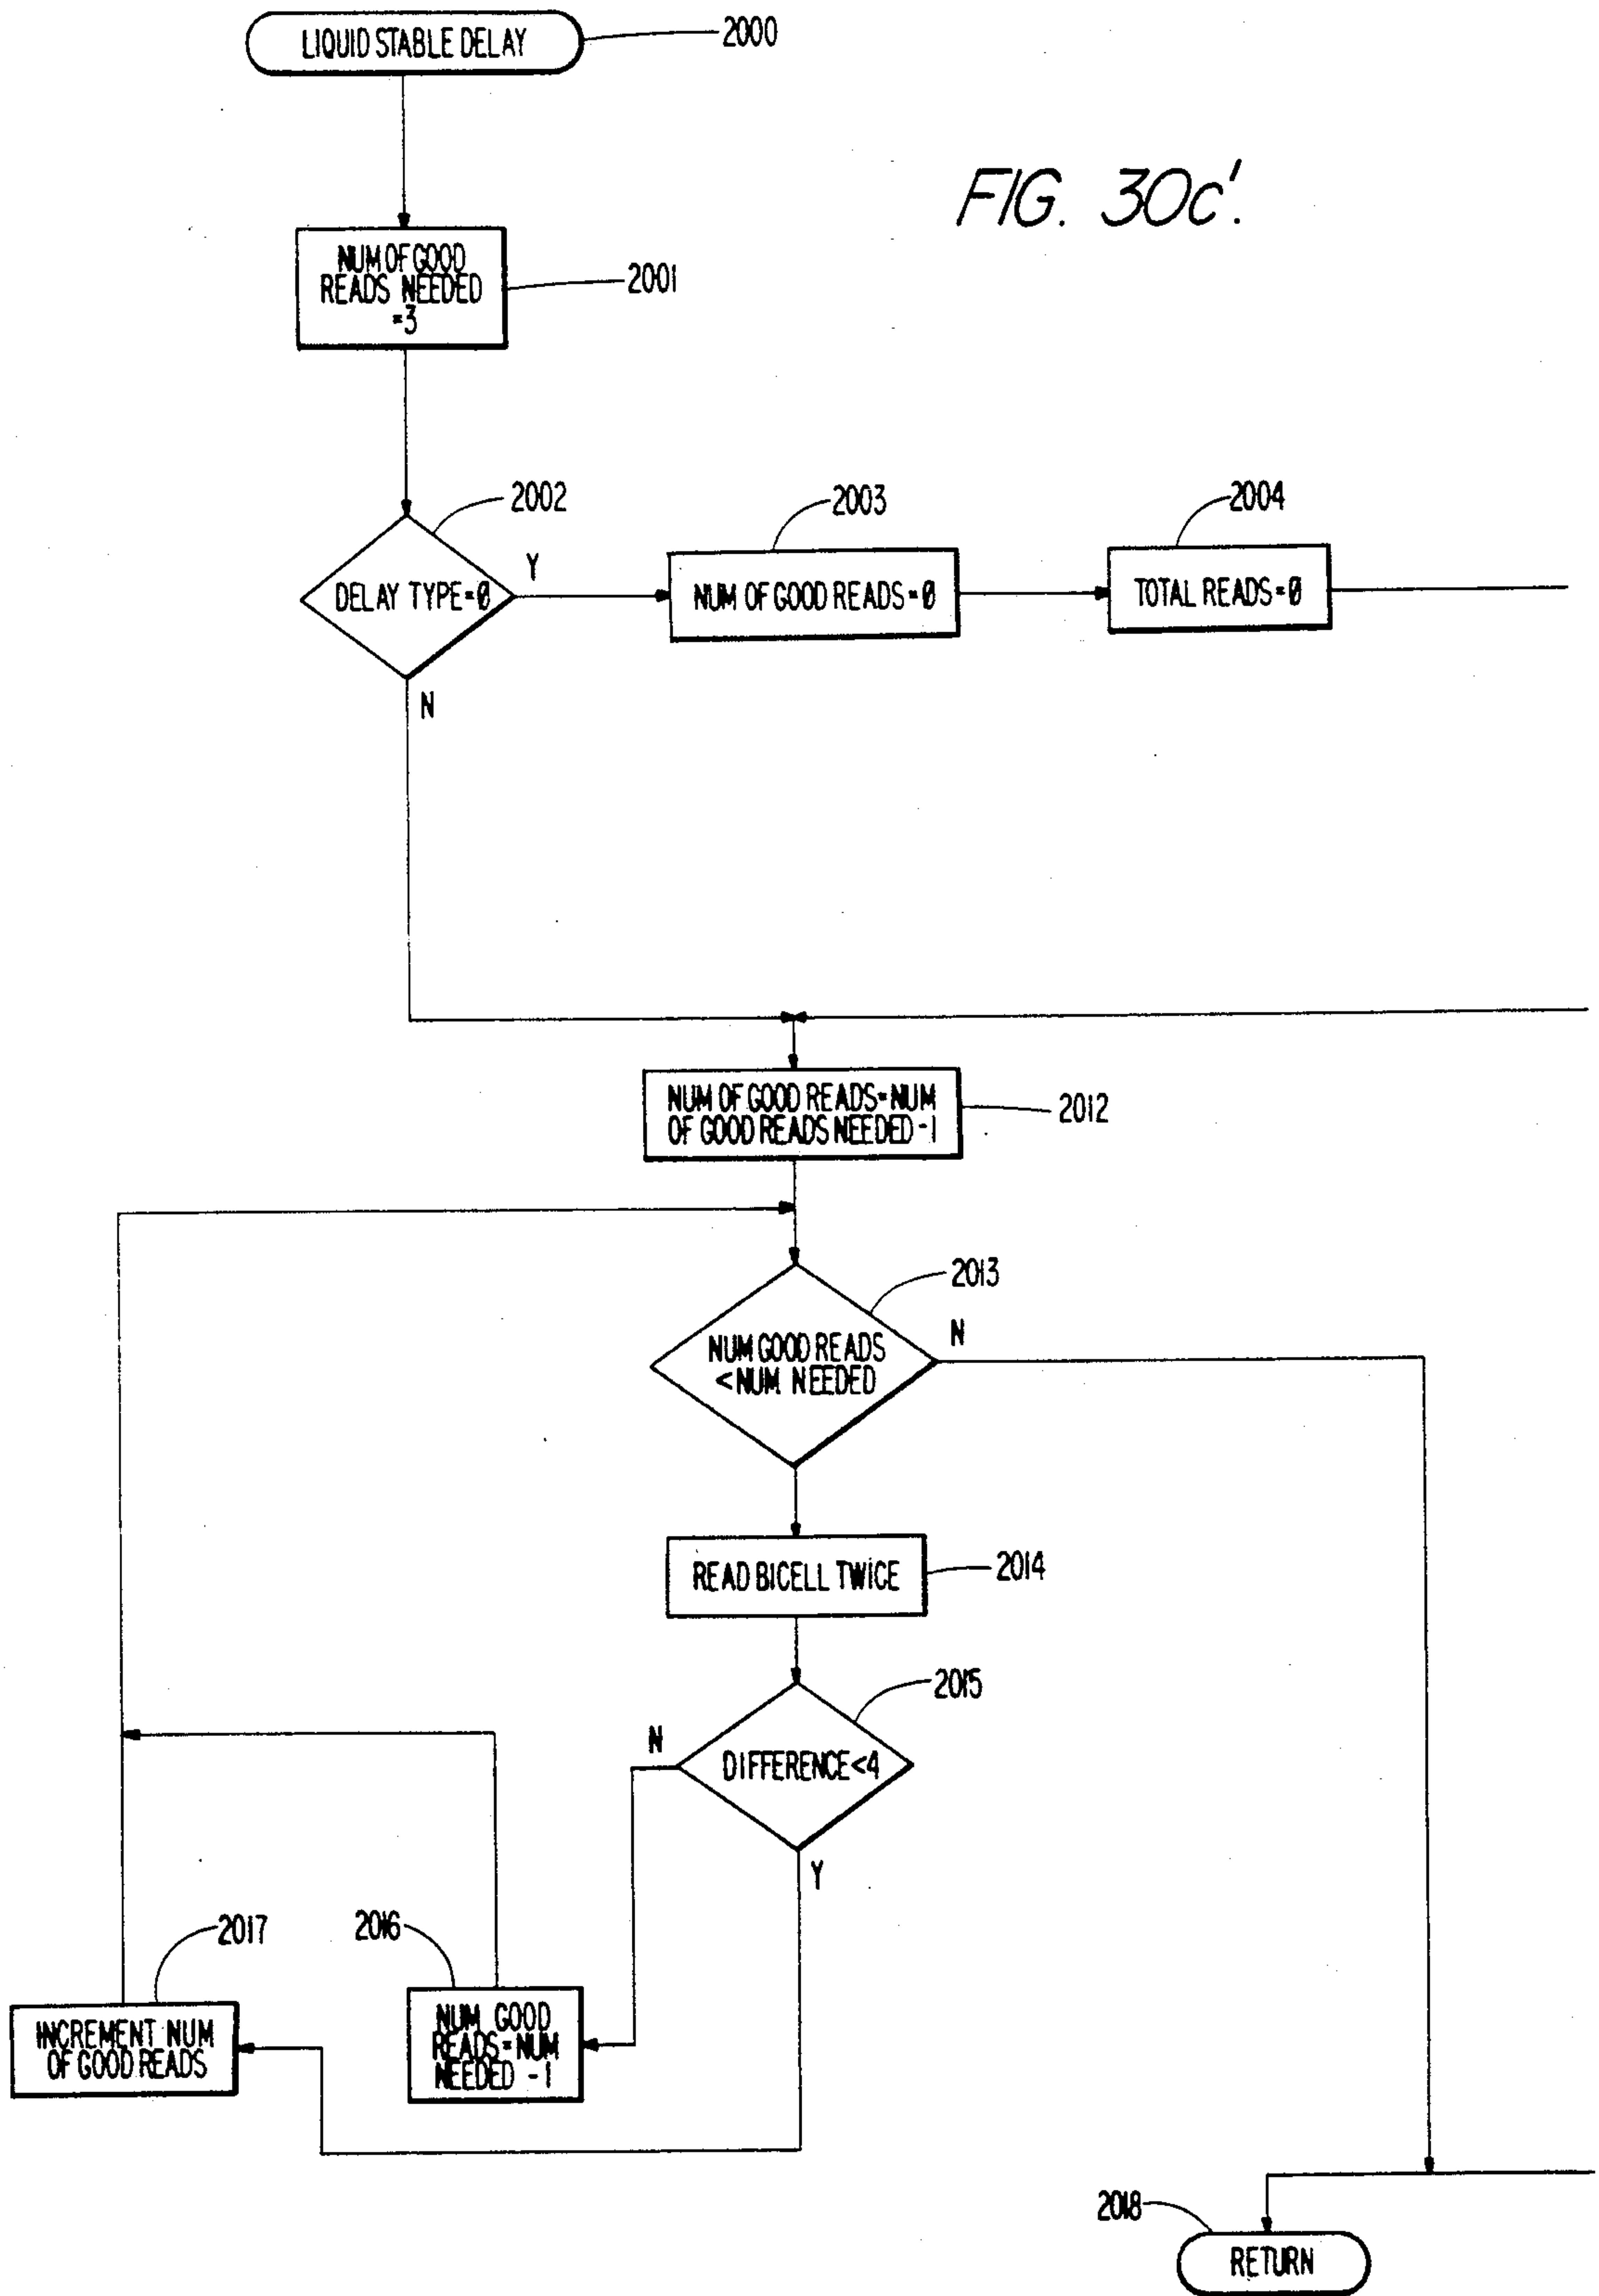 LIQUID STABLE DELAY
2000
FIG. 30c'.
NUM OF GOOD
READS NEEDED
=3
2001
2002
DELAY TYPE=0
Y
N
2003
NUM OF GOOD READS=0
2004
TOTAL READS=0
NUM OF GOOD READS=NUM
OF GOOD READS NEEDED -1
2012
2013
NUM GOOD READS
<NUM NEEDED
N
READ BICELL TWICE
2014
2015
DIFFERENCE<4
N
Y
2017
INCREMENT NUM
OF GOOD READS
2016
NUM GOOD
READS=NUM
NEEDED -1
2018
RETURN